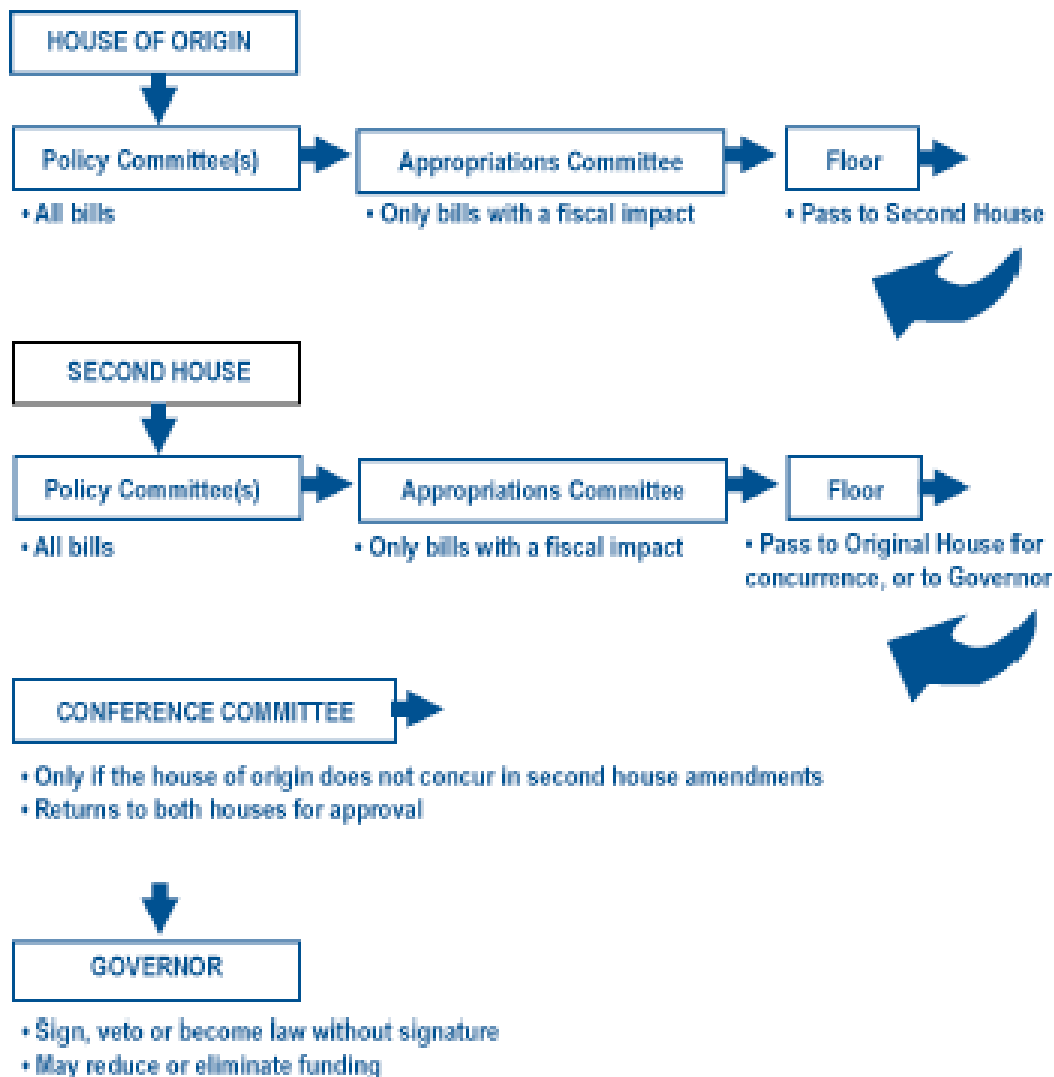 HOUSE OF ORIGIN
Policy Committee(s)
Appropriations Committee
Floor
• All bills
• Only bills with a fiscal impact
• Pass to Second House
SECOND HOUSE
Policy Committee(s)
Appropriations Committee
Floor
• All bills
• Only bills with a fiscal impact
• Pass to Original House for
concurrence, or to Governor
CONFERENCE COMMITTEE
• Only if the house of origin does not concur in second house amendments
• Returns to both houses for approval
GOVERNOR
• Sign, veto or become law without signature
• May reduce or eliminate funding